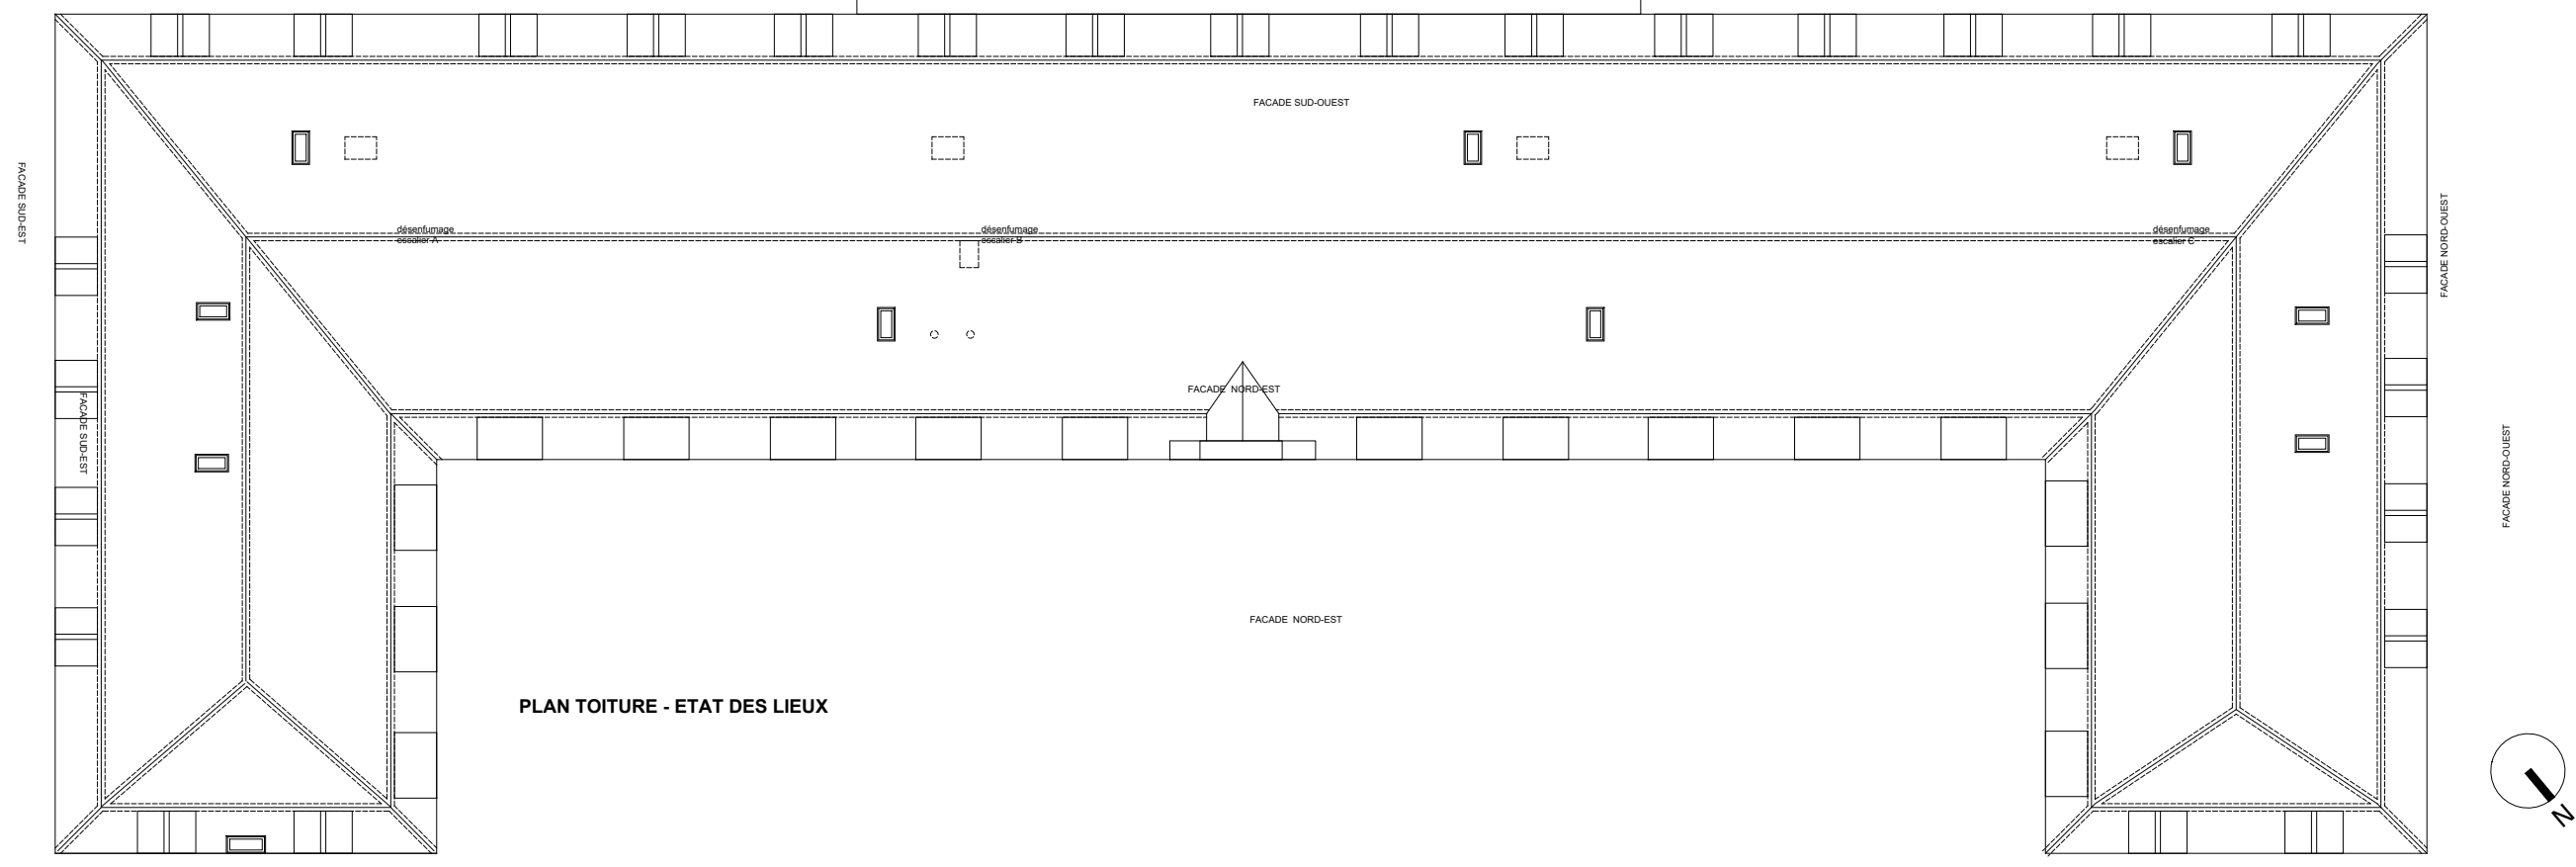 FACADE SUD-OUEST
FACADE SUD-EST
FACADE NORD-OUEST
désenfumage
escalier A
désenfumage
escalier B
désenfumage
escalier C
FACADE NORD-EST
FACADE SUD-EST
FACADE NORD-OUEST
FACADE NORD-EST
PLAN TOITURE - ETAT DES LIEUX
N